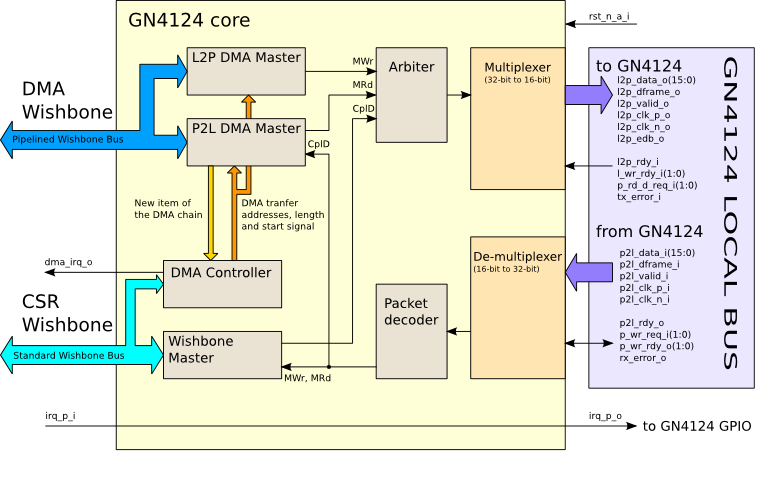 GN4124 core
rst_n_a_i
L2P DMA Master
MWr
Arbiter
Multiplexer
(32-bit to 16-bit)
to GN4124
l2p_data_o(15:0)
l2p_dframe_o
l2p_valid_o
l2p_clk_p_o
l2p_clk_n_o
l2p_edb_o
l2p_rdy_i
l_wr_rdy_i(1:0)
p_rd_d_req_i(1:0)
tx_error_i
GN4124 LOCAL BUS
DMA
Wishbone
MRd
CplD
P2L DMA Master
Pipelined Wishbone Bus
CplD
New item of
the DMA chain
DMA tranfer
addresses, length
and start signal
from GN4124
p2l_data_i(15:0)
p2l_dframe_i
p2l_valid_i
p2l_clk_p_i
p2l_clk_n_i
p2l_rdy_o
p_wr_req_i(1:0)
p_wr_rdy_o(1:0)
rx_error_o
De-multiplexer
(16-bit to 32-bit)
dma_irq_o
DMA Controller
CSR
Wishbone
Packet
decoder
Wishbone
Master
Standard Wishbone Bus
MWr, MRd
irq_p_i
irq_p_o
to GN4124 GPIO